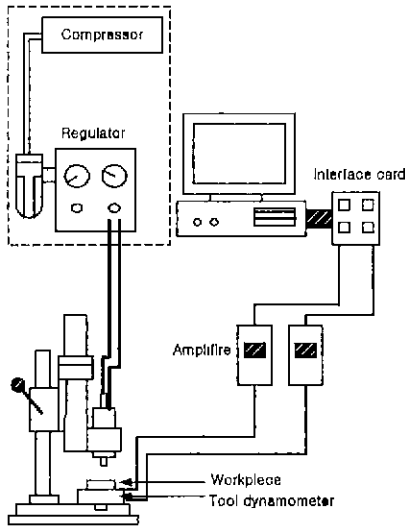 Compressor
Regulator
Interface card
Amplifire
Workpiece
Tool dynamometer